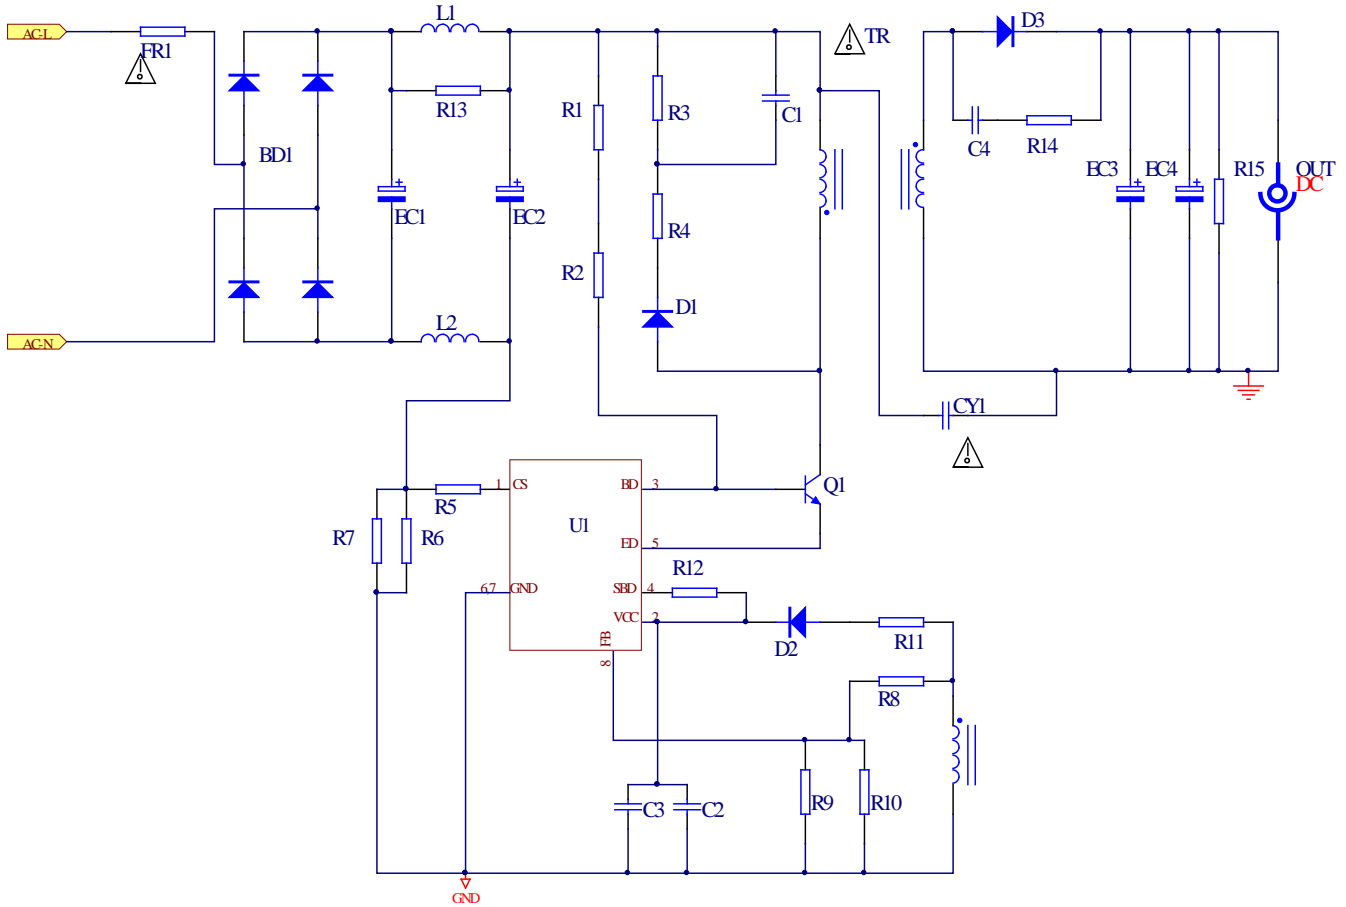 L1
D3
AC-L
TR
FR1
R13
R1
R3
C1
C4
R14
BD1
EC3
EC4
R15
OUT
DC
EC1
EC2
R4
R2
D1
L2
AC-N
CY1
1
CS
BD
3
Q1
R5
U1
R7
R6
ED
5
R12
6,7
GND
SBD
4
VCC
2
FB
8
D2
R11
R8
C3
C2
R9
R10
GND